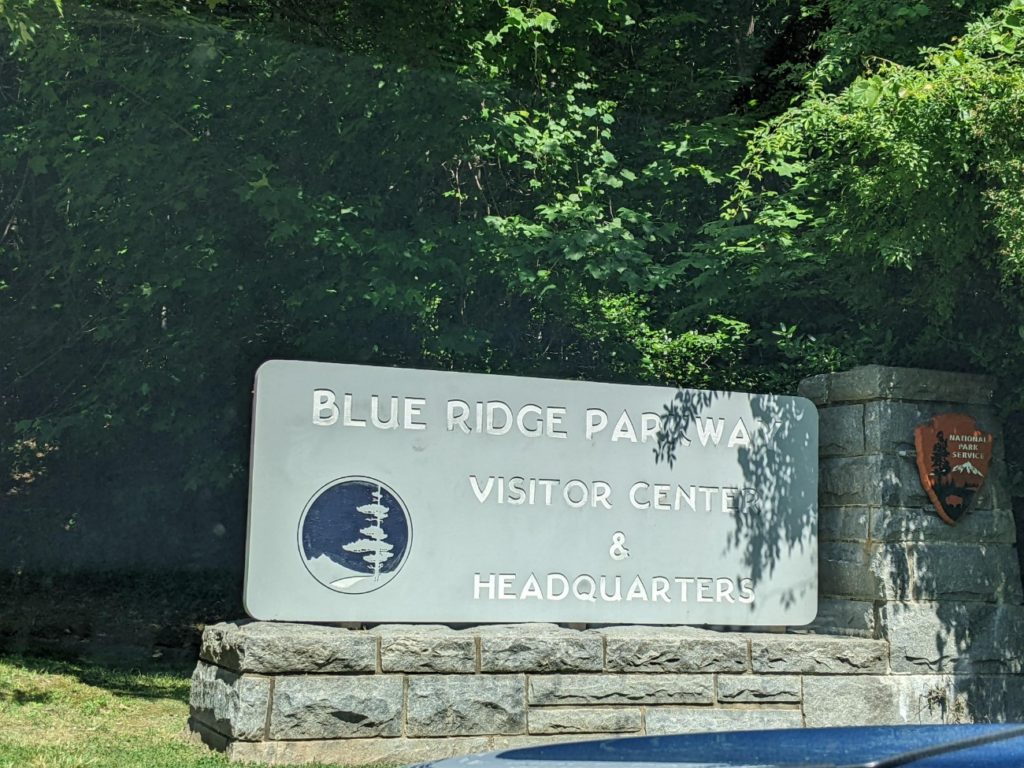 BLUE RIDGE PARKWAY
VISITOR CENTER
&
HEADQUARTERS
NATIONAL
PARK
SERVICE